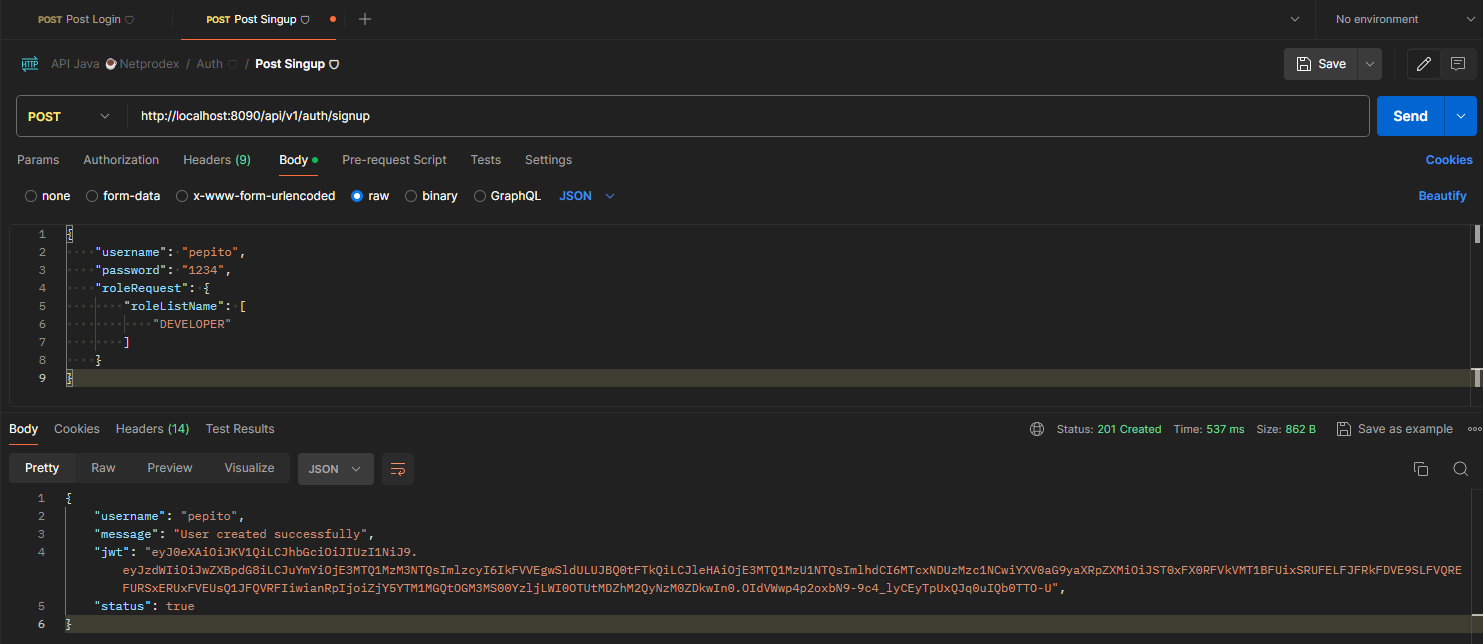 POST Post Login
POST Post Singup
No environment
HTTP API Java Netprodex / Auth / Post Singup
Save
POST http://localhost:8090/api/v1/auth/signup
Send
Params Authorization Headers (9) Body Pre-request Script Tests Settings Cookies
none form-data x-www-form-urlencoded raw binary GraphQL JSON Beautify
1 {
2 "username": "pepito",
3 "password": "1234",
4 "roleRequest": {
5 "roleListName": [
6 "DEVELOPER"
7 ]
8 }
9 }
Body Cookies Headers (14) Test Results Status: 201 Created Time: 537 ms Size: 862 B Save as example
Pretty Raw Preview Visualize JSON
1 {
2 "username": "pepito",
3 "message": "User created successfully",
4 "jwt": "eyJ0eXAiOiJKV1QiLCJhbGciOiJIUzI1NiJ9.
eyJzdWIiOiJwZXBpdG8iLCJuYmYiOjE3MTQ1MzM3NTQsImlzcyI6IkFVVEgwSldULUJBQ0tFTkQiLCJleHAiOjE3MTQ1MzU1NTQsImlhdCI6MTcxNDUzMzc1NCwiYXV0aG9yaXRpZXMiOiJST0xFX0RFVkVMT1BFUixSRUFELFJFRkFDVE9SLFVQRE
FURSxERUxFVEUsQ1JFQVRFIiwianRpIjoiZjY5YTM1MGQtOGM3MS00YzljLWI0OTUtMDZhM2QyNzM0ZDkwIn0.OIdVWwp4p2oxbN9-9c4_lyCEyTpUxQJq0uIQb0TTO-U",
5 "status": true
6 }